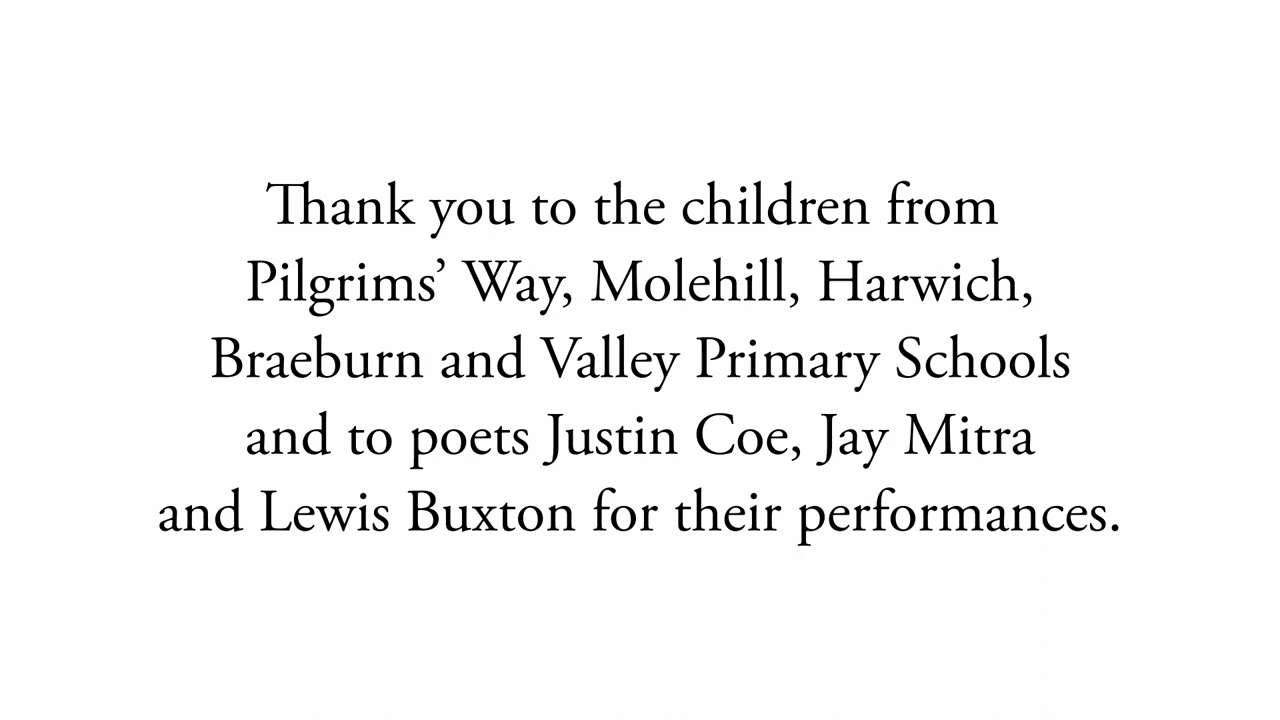 Thank you to the children from
Pilgrims’ Way, Molehill, Harwich,
Braeburn and Valley Primary Schools
and to poets Justin Coe, Jay Mitra
and Lewis Buxton for their performances.